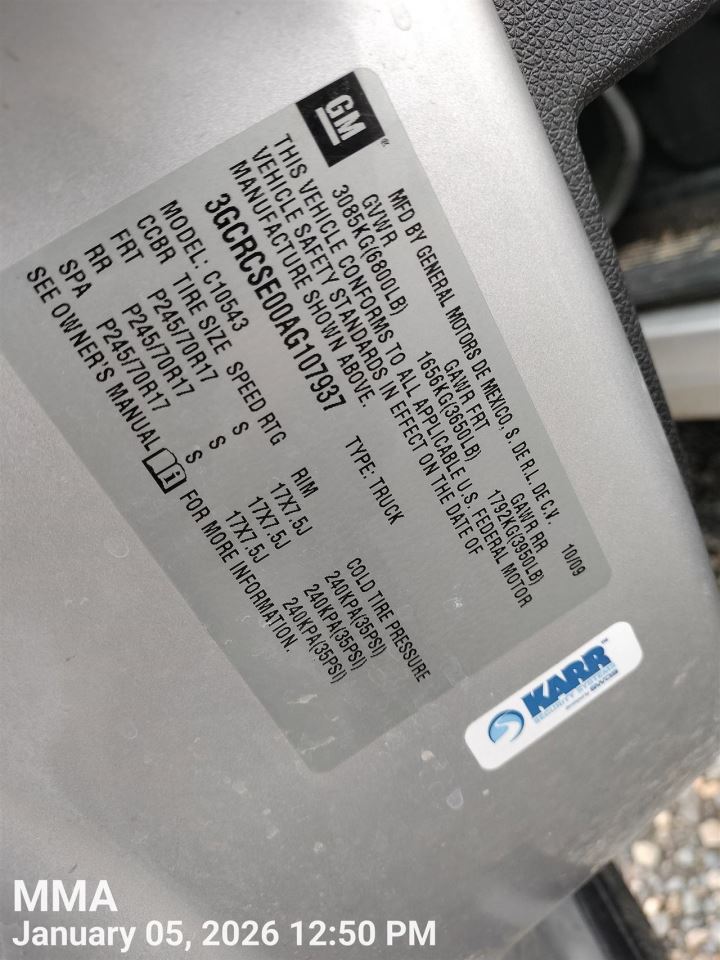 GM
MFD BY GENERAL MOTORS DE MEXICO, S. DE R.L. DE C.V. 10/09
GVWR GAWR FRT GAWR RR
3085KG(6800LB) 1656KG(3650LB) 1792KG(3950LB)
THIS VEHICLE CONFORMS TO ALL APPLICABLE U.S. FEDERAL MOTOR
VEHICLE SAFETY STANDARDS IN EFFECT ON THE DATE OF
MANUFACTURE SHOWN ABOVE.
3GCRCSE00AG107937 TYPE: TRUCK
MODEL: C10543
CCBR TIRE SIZE SPEED RTG RIM COLD TIRE PRESSURE
FRT P245/70R17 S 17X7.5J 240KPA(35PSI)
RR P245/70R17 S 17X7.5J 240KPA(35PSI)
SPA P245/70R17 S 17X7.5J 240KPA(35PSI)
SEE OWNER'S MANUAL FOR MORE INFORMATION.
KARR
SECURITY SYSTEMS
MMA
January 05, 2026 12:50 PM